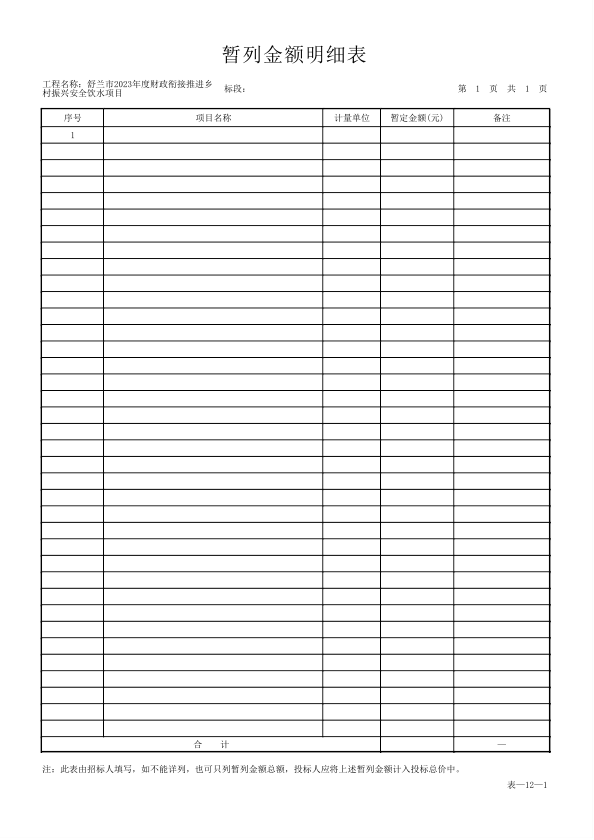 暂列金额明细表
工程名称：舒兰市2023年度财政衔接推进乡
村振兴安全饮水项目
标段：
第 1 页 共 1 页
序号 项目名称 计量单位 暂定金额(元) 备注
1
合 计 —
注：此表由招标人填写，如不能详列，也可只列暂列金额总额，投标人应将上述暂列金额计入投标总价中。
表—12—1